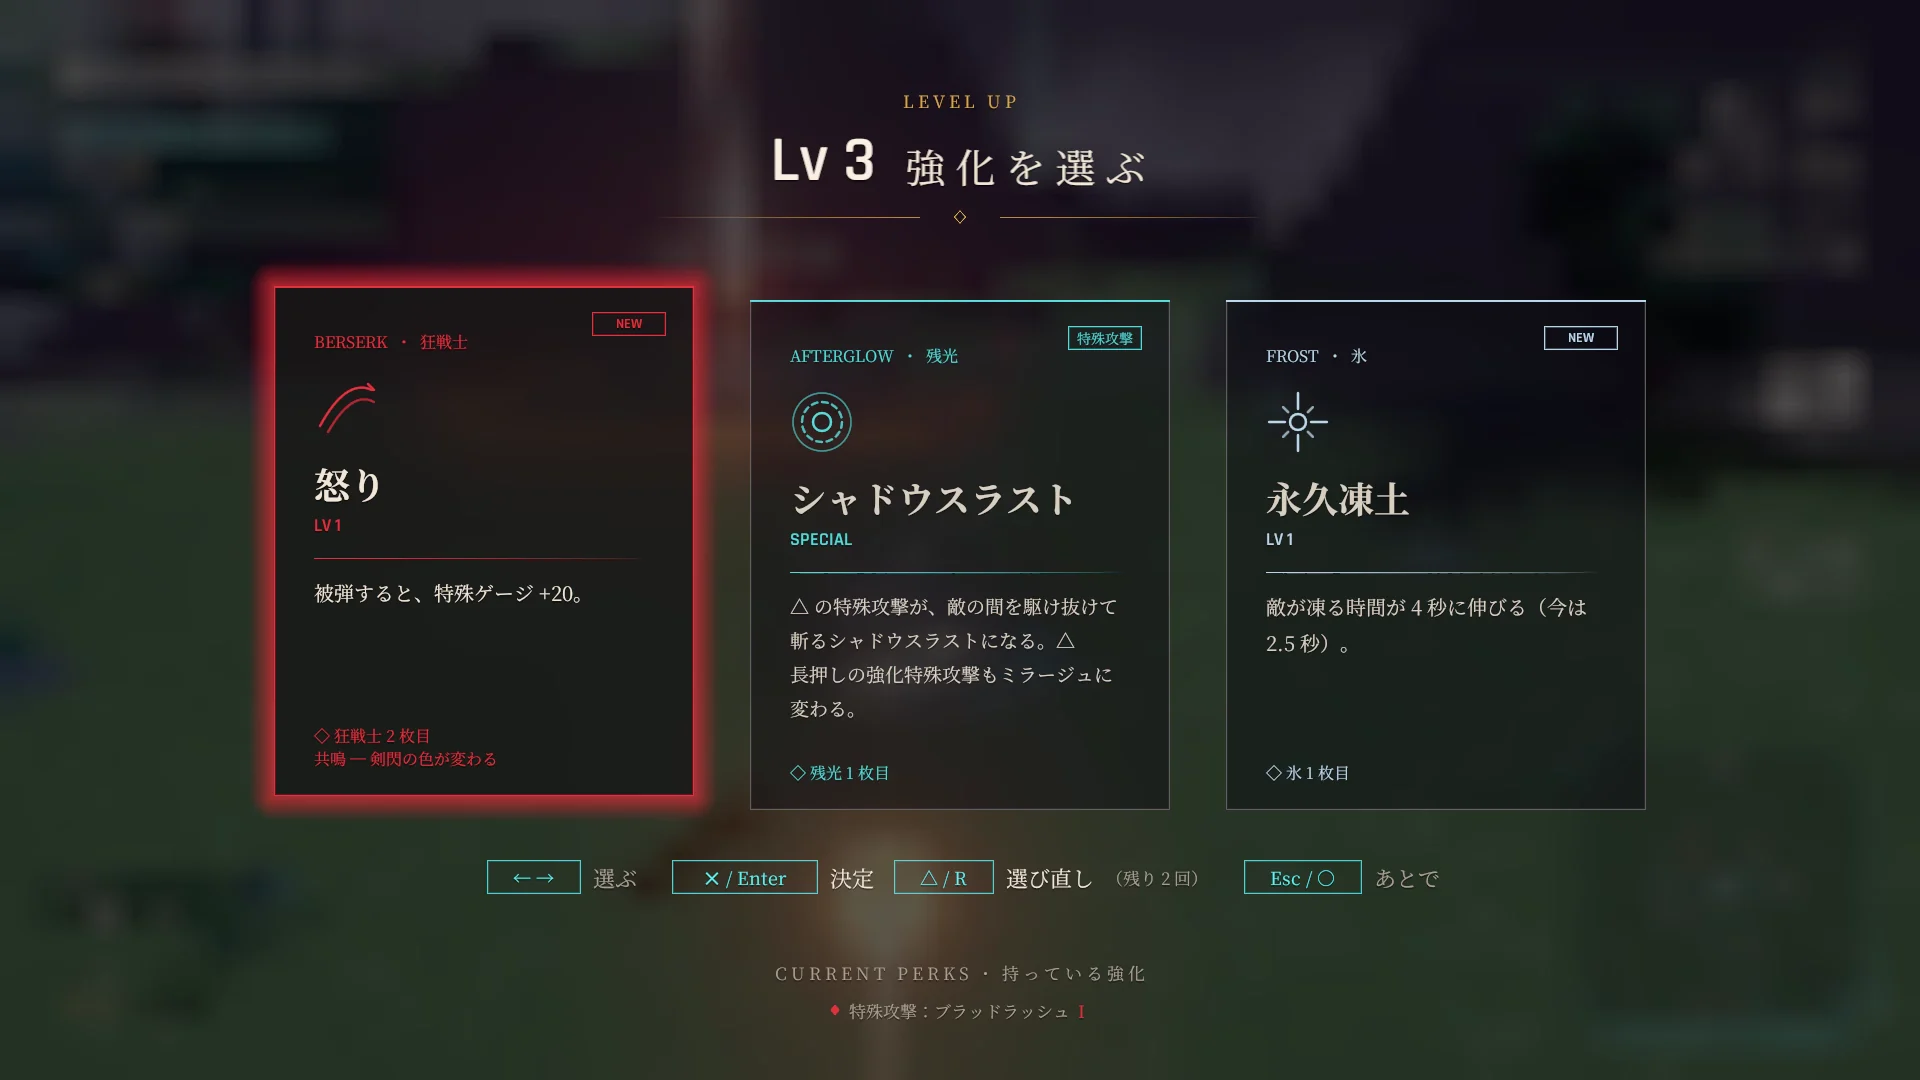 LEVEL UP
Lv 3 強化を選ぶ
BERSERK ・ 狂戦士
NEW
怒り
LV 1
被弾すると、特殊ゲージ +20。
◇ 狂戦士 2 枚目
共鳴 — 剣閃の色が変わる
AFTERGLOW ・ 残光
特殊攻撃
シャドウスラスト
SPECIAL
△ の特殊攻撃が、敵の間を駆け抜けて
斬るシャドウスラストになる。△
長押しの強化特殊攻撃もミラージュに
変わる。
◇ 残光 1 枚目
FROST ・ 氷
NEW
永久凍土
LV 1
敵が凍る時間が 4 秒に伸びる（今は
2.5 秒）。
◇ 氷 1 枚目
←→ 選ぶ ✕ / Enter 決定 △ / R 選び直し （残り 2 回） Esc / ○ あとで
CURRENT PERKS ・ 持っている強化
◆ 特殊攻撃：ブラッドラッシュ I